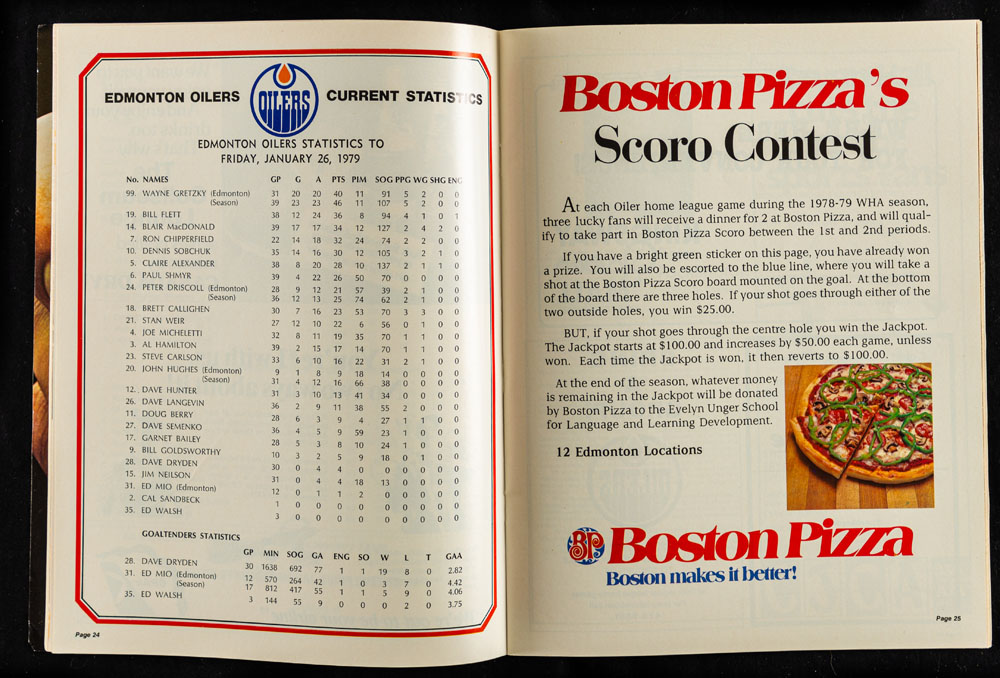 EDMONTON OILERS
OILERS
CURRENT STATISTICS
EDMONTON OILERS STATISTICS TO
FRIDAY, JANUARY 26, 1979
No. NAMES GP G A PTS PIM SOG PPG WG SHG ENG
99. WAYNE GRETZKY (Edmonton) 31 20 20 40 11 91 5 2 0 0
(Season) 39 23 23 46 11 107 5 2 0 0
19. BILL FLETT 38 12 24 36 8 94 4 1 0 1
14. BLAIR MacDONALD 39 17 17 34 12 127 2 4 2 0
7. RON CHIPPERFIELD 22 14 18 32 24 74 2 2 0 0
10. DENNIS SOBCHUK 35 14 16 30 12 105 3 2 1 0
5. CLAIRE ALEXANDER 38 8 20 28 10 137 2 1 1 0
6. PAUL SHMYR 39 4 22 26 50 70 0 0 0 0
24. PETER DRISCOLL (Edmonton) 28 9 12 21 57 39 2 1 0 0
(Season) 36 12 13 25 74 62 2 1 0 0
18. BRETT CALLIGHEN 30 7 16 23 53 70 3 3 0 0
21. STAN WEIR 27 12 10 22 6 56 0 1 0 0
4. JOE MICHELETTI 32 8 11 19 35 70 1 1 0 0
3. AL HAMILTON 39 2 15 17 14 70 1 1 0 0
23. STEVE CARLSON 33 6 10 16 22 31 2 1 0 0
20. JOHN HUGHES (Edmonton) 9 1 8 9 18 14 0 0 0 0
(Season) 31 4 12 16 66 38 0 0 0 0
12. DAVE HUNTER 31 3 10 13 41 34 0 0 0 0
26. DAVE LANGEVIN 36 2 9 11 38 55 2 0 0 0
11. DOUG BERRY 28 6 3 9 4 27 1 1 0 0
27. DAVE SEMENKO 36 4 5 9 59 23 1 0 0 0
17. GARNET BAILEY 28 5 3 8 10 24 1 0 0 0
9. BILL GOLDSWORTHY 10 3 2 5 9 18 0 1 0 0
28. DAVE DRYDEN 30 0 4 4 0 0 0 0 0 0
15. JIM NEILSON 31 0 4 4 18 13 0 0 0 0
31. ED MIO (Edmonton) 12 0 1 1 2 0 0 0 0 0
2. CAL SANDBECK 1 0 0 0 0 0 0 0 0 0
35. ED WALSH 3 0 0 0 0 0 0 0 0 0
GOALTENDERS STATISTICS
GP MIN SOG GA ENG SO W L T GAA
28. DAVE DRYDEN 30 1638 692 77 1 1 19 8 0 2.82
31. ED MIO (Edmonton) 12 570 264 42 1 0 3 7 0 4.42
(Season) 17 812 417 55 1 1 5 9 0 4.06
35. ED WALSH 3 144 55 9 0 0 0 2 0 3.75
Page 24
Boston Pizza's
Scoro Contest
At each Oiler home league game during the 1978-79 WHA season,
three lucky fans will receive a dinner for 2 at Boston Pizza, and will qual-
ify to take part in Boston Pizza Scoro between the 1st and 2nd periods.
If you have a bright green sticker on this page, you have already won
a prize. You will also be escorted to the blue line, where you will take a
shot at the Boston Pizza Scoro board mounted on the goal. At the bottom
of the board there are three holes. If your shot goes through either of the
two outside holes, you win $25.00.
BUT, if your shot goes through the centre hole you win the Jackpot.
The Jackpot starts at $100.00 and increases by $50.00 each game, unless
won. Each time the Jackpot is won, it then reverts to $100.00.
At the end of the season, whatever money
is remaining in the Jackpot will be donated
by Boston Pizza to the Evelyn Unger School
for Language and Learning Development.
12 Edmonton Locations
BP Boston Pizza
Boston makes it better!
Page 25